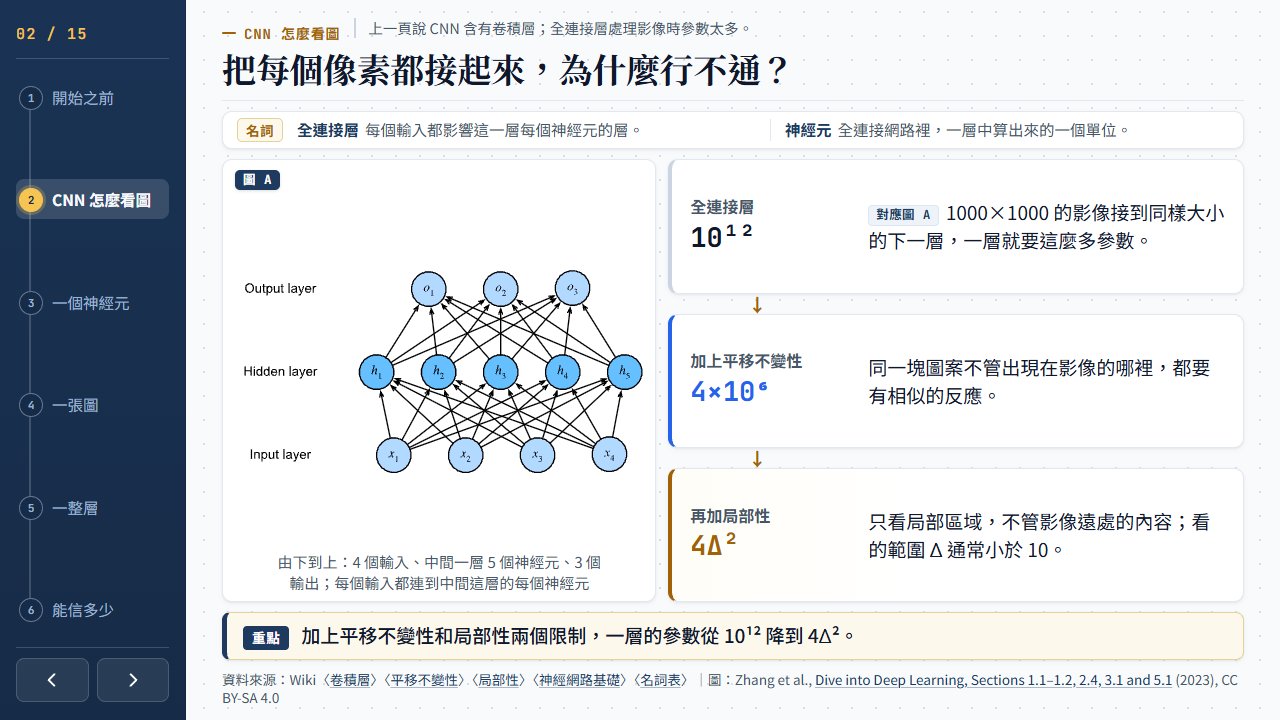 02 / 15
1 開始之前
2 CNN 怎麼看圖
3 一個神經元
4 一張圖
5 一整層
6 能信多少
CNN 怎麼看圖
上一頁說 CNN 含有卷積層；全連接層處理影像時參數太多。
把每個像素都接起來，為什麼行不通？
名詞 全連接層 每個輸入都影響這一層每個神經元的層。
神經元 全連接網路裡，一層中算出來的一個單位。
圖 A
Output layer
o₁ o₂ o₃
Hidden layer
h₁ h₂ h₃ h₄ h₅
Input layer
x₁ x₂ x₃ x₄
由下到上：4 個輸入、中間一層 5 個神經元、3 個
輸出；每個輸入都連到中間這層的每個神經元
全連接層
10¹²
對應圖 A 1000×1000 的影像接到同樣大小
的下一層，一層就要這麼多參數。
↓
加上平移不變性
4×10⁶
同一塊圖案不管出現在影像的哪裡，都要
有相似的反應。
↓
再加局部性
4Δ²
只看局部區域，不管影像遠處的內容；看
的範圍 Δ 通常小於 10。
重點 加上平移不變性和局部性兩個限制，一層的參數從 10¹² 降到 4Δ²。
資料來源：Wiki〈卷積層〉〈平移不變性〉〈局部性〉〈神經網路基礎〉〈名詞表〉｜圖：Zhang et al., Dive into Deep Learning, Sections 1.1–1.2, 2.4, 3.1 and 5.1 (2023), CC
BY-SA 4.0